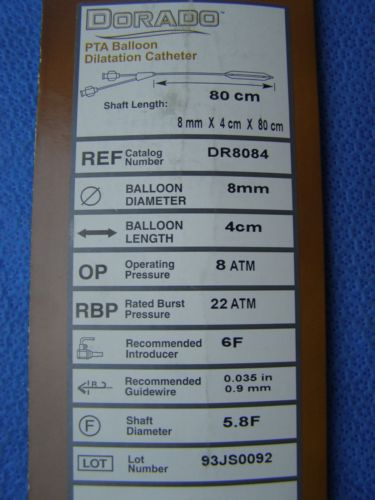 DORADO™
PTA Balloon
Dilatation Catheter
80 cm
Shaft Length:
8 mm X 4 cm X 80 cm
REF Catalog Number DR8084
BALLOON DIAMETER 8mm
BALLOON LENGTH 4cm
OP Operating Pressure 8 ATM
RBP Rated Burst Pressure 22 ATM
Recommended Introducer 6F
Recommended Guidewire 0.035 in 0.9 mm
F Shaft Diameter 5.8F
LOT Lot Number 93JS0092